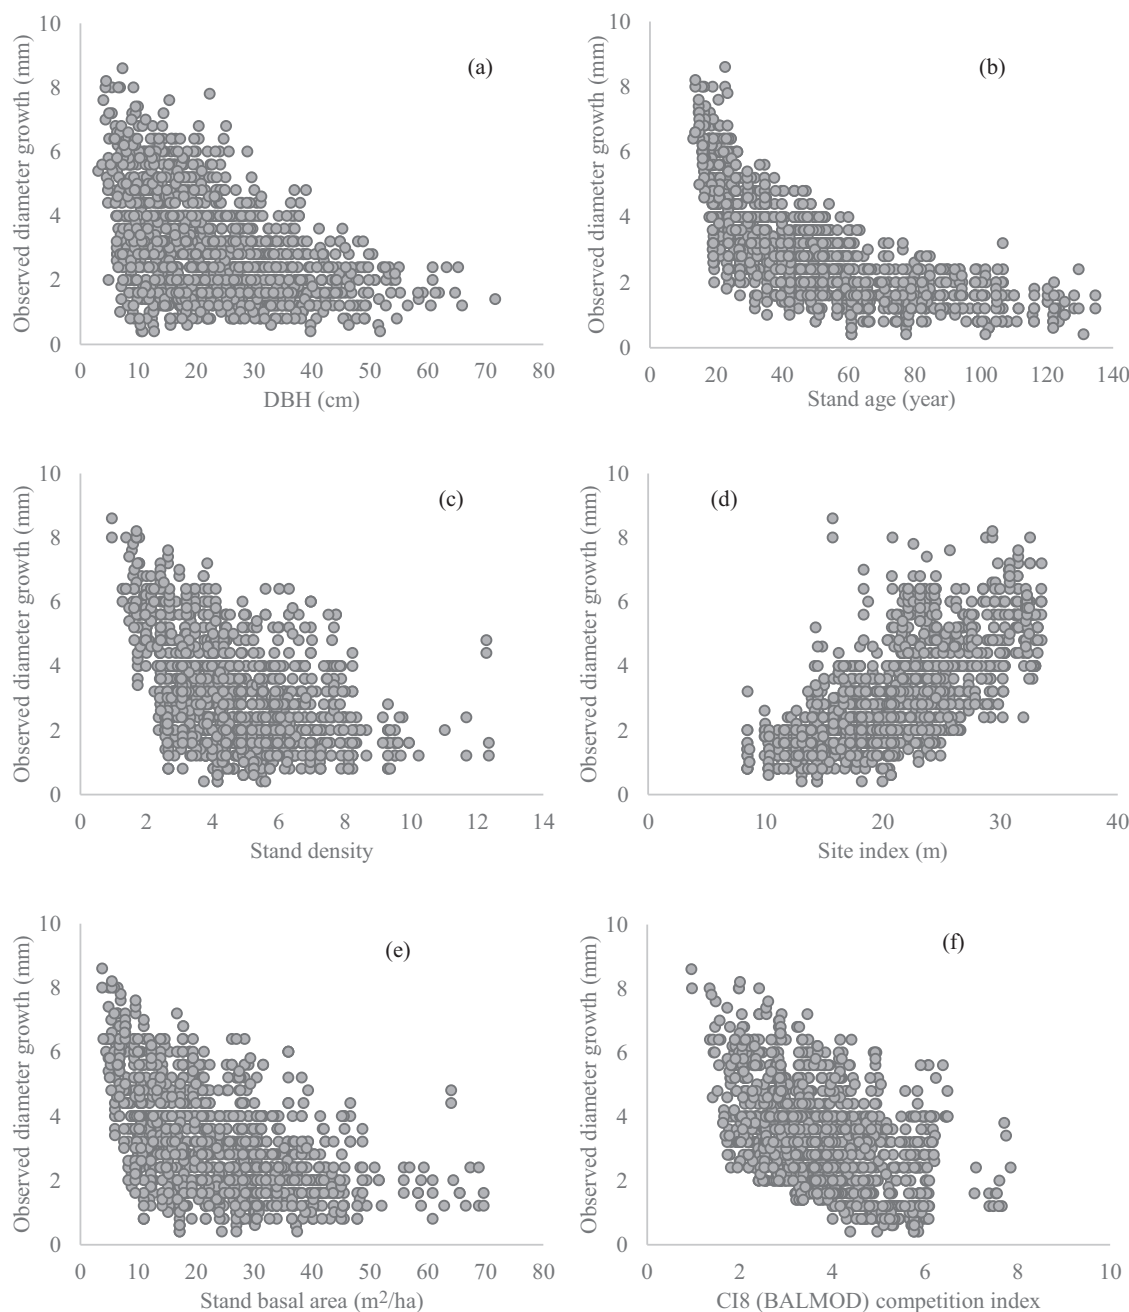 10
8
6
4
2
0
Observed diameter growth (mm)
(a)
0 10 20 30 40 50 60 70 80
DBH (cm)
10
8
6
4
2
0
Observed diameter growth (mm)
(b)
0 20 40 60 80 100 120 140
Stand age (year)
10
8
6
4
2
0
Observed diameter growth (mm)
(c)
0 2 4 6 8 10 12 14
Stand density
10
8
6
4
2
0
Observed diameter growth (mm)
(d)
0 10 20 30 40
Site index (m)
10
8
6
4
2
0
Observed diameter growth (mm)
(e)
0 10 20 30 40 50 60 70 80
Stand basal area (m²/ha)
10
8
6
4
2
0
Observed diameter growth (mm)
(f)
0 2 4 6 8 10
CI8 (BALMOD) competition index